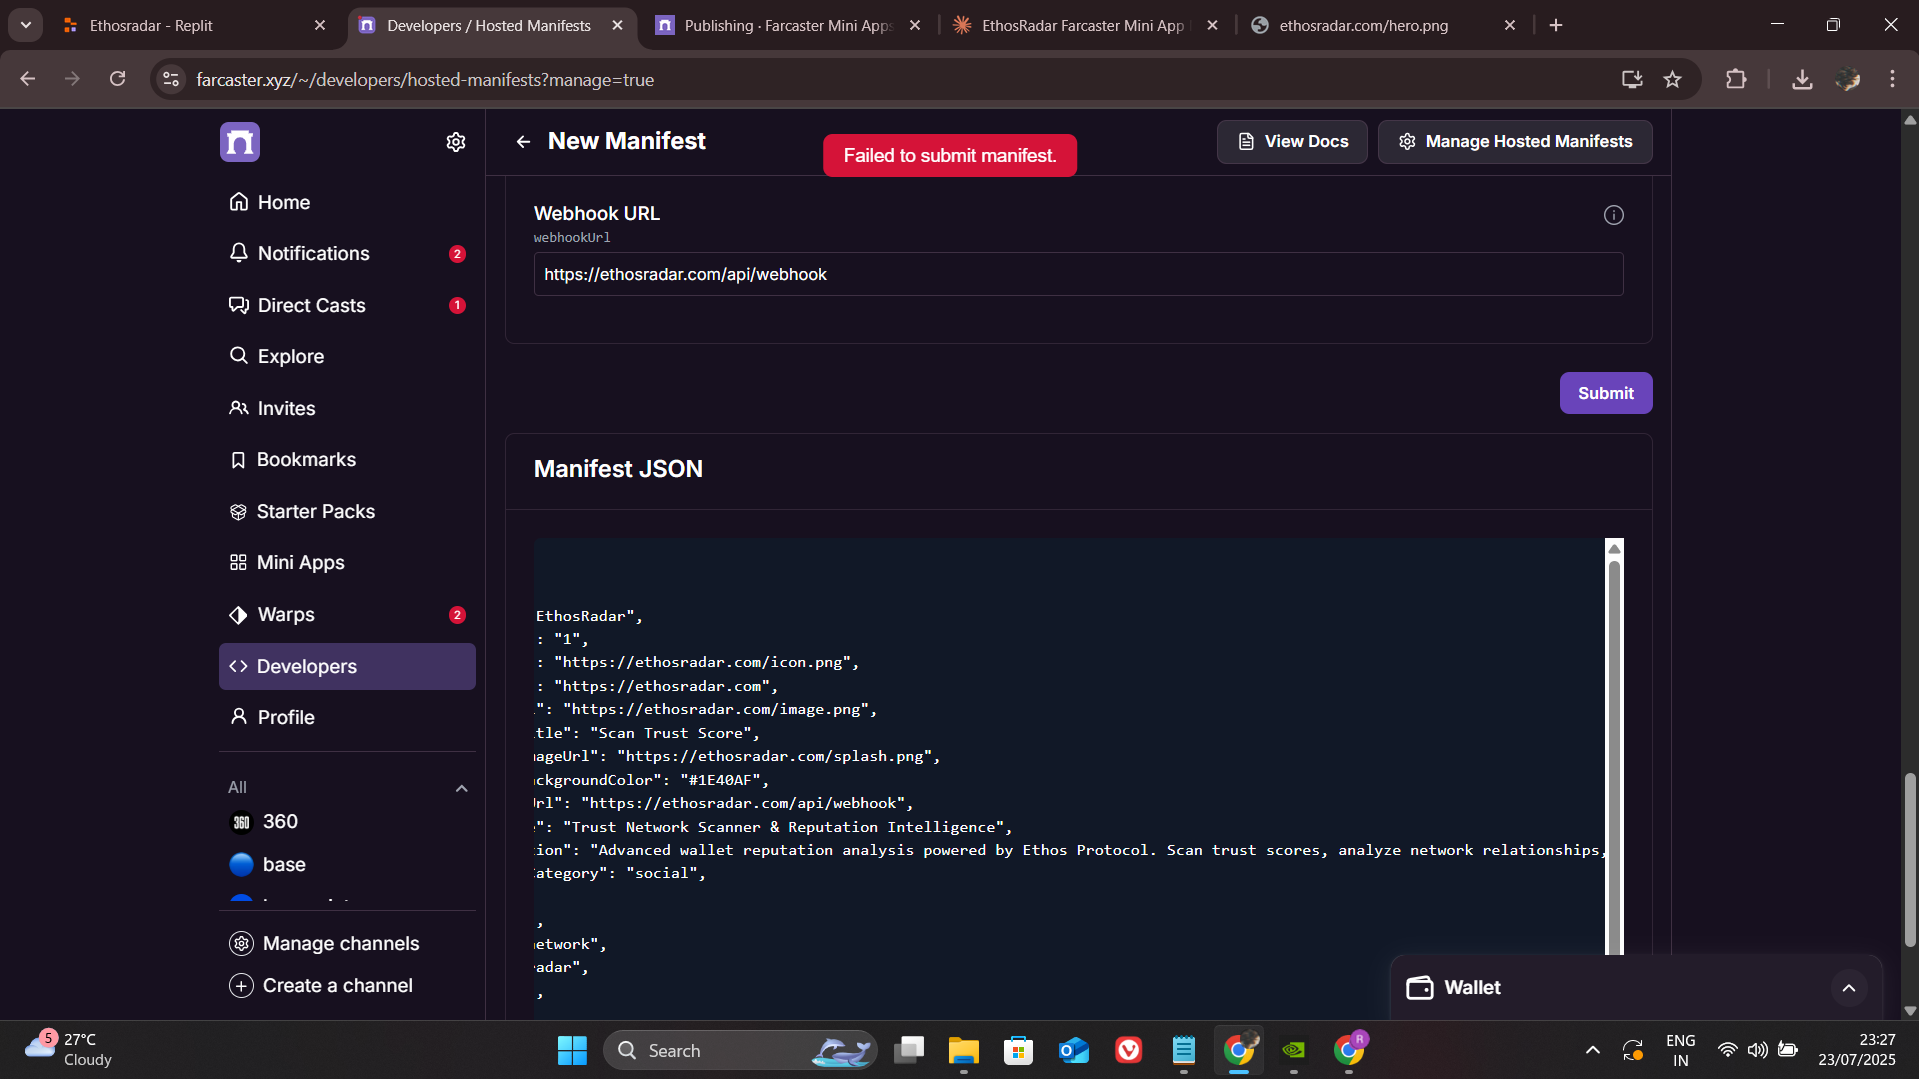 Ethosradar - Replit
Developers / Hosted Manifests
Publishing · Farcaster Mini Apps
EthosRadar Farcaster Mini App
ethosradar.com/hero.png
farcaster.xyz/~/developers/hosted-manifests?manage=true
New Manifest
Failed to submit manifest.
View Docs
Manage Hosted Manifests
Home
Notifications
2
Direct Casts
1
Explore
Invites
Bookmarks
Starter Packs
Mini Apps
Warps
2
Developers
Profile
All
360
360
base
Manage channels
Create a channel
Webhook URL
webhookUrl
https://ethosradar.com/api/webhook
Submit
Manifest JSON
EthosRadar",
: "1",
: "https://ethosradar.com/icon.png",
: "https://ethosradar.com",
": "https://ethosradar.com/image.png",
tle": "Scan Trust Score",
ageUrl": "https://ethosradar.com/splash.png",
ckgroundColor": "#1E40AF",
rl": "https://ethosradar.com/api/webhook",
": "Trust Network Scanner & Reputation Intelligence",
ion": "Advanced wallet reputation analysis powered by Ethos Protocol. Scan trust scores, analyze network relationships,
ategory": "social",
,
etwork",
radar",
,
Wallet
5
27°C
Cloudy
Search
R
ENG
IN
23:27
23/07/2025